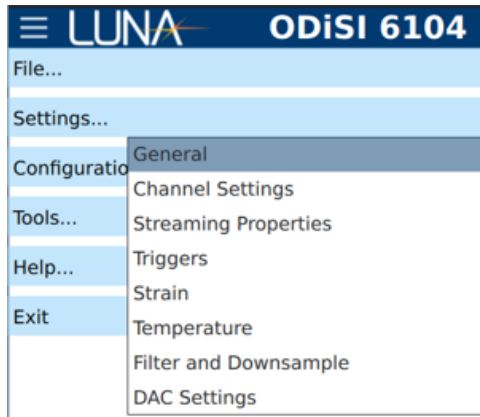 LUNA ODiSI 6104
File...
Settings...
General
Configuratio
Channel Settings
Tools...
Streaming Properties
Triggers
Help...
Strain
Exit
Temperature
Filter and Downsample
DAC Settings